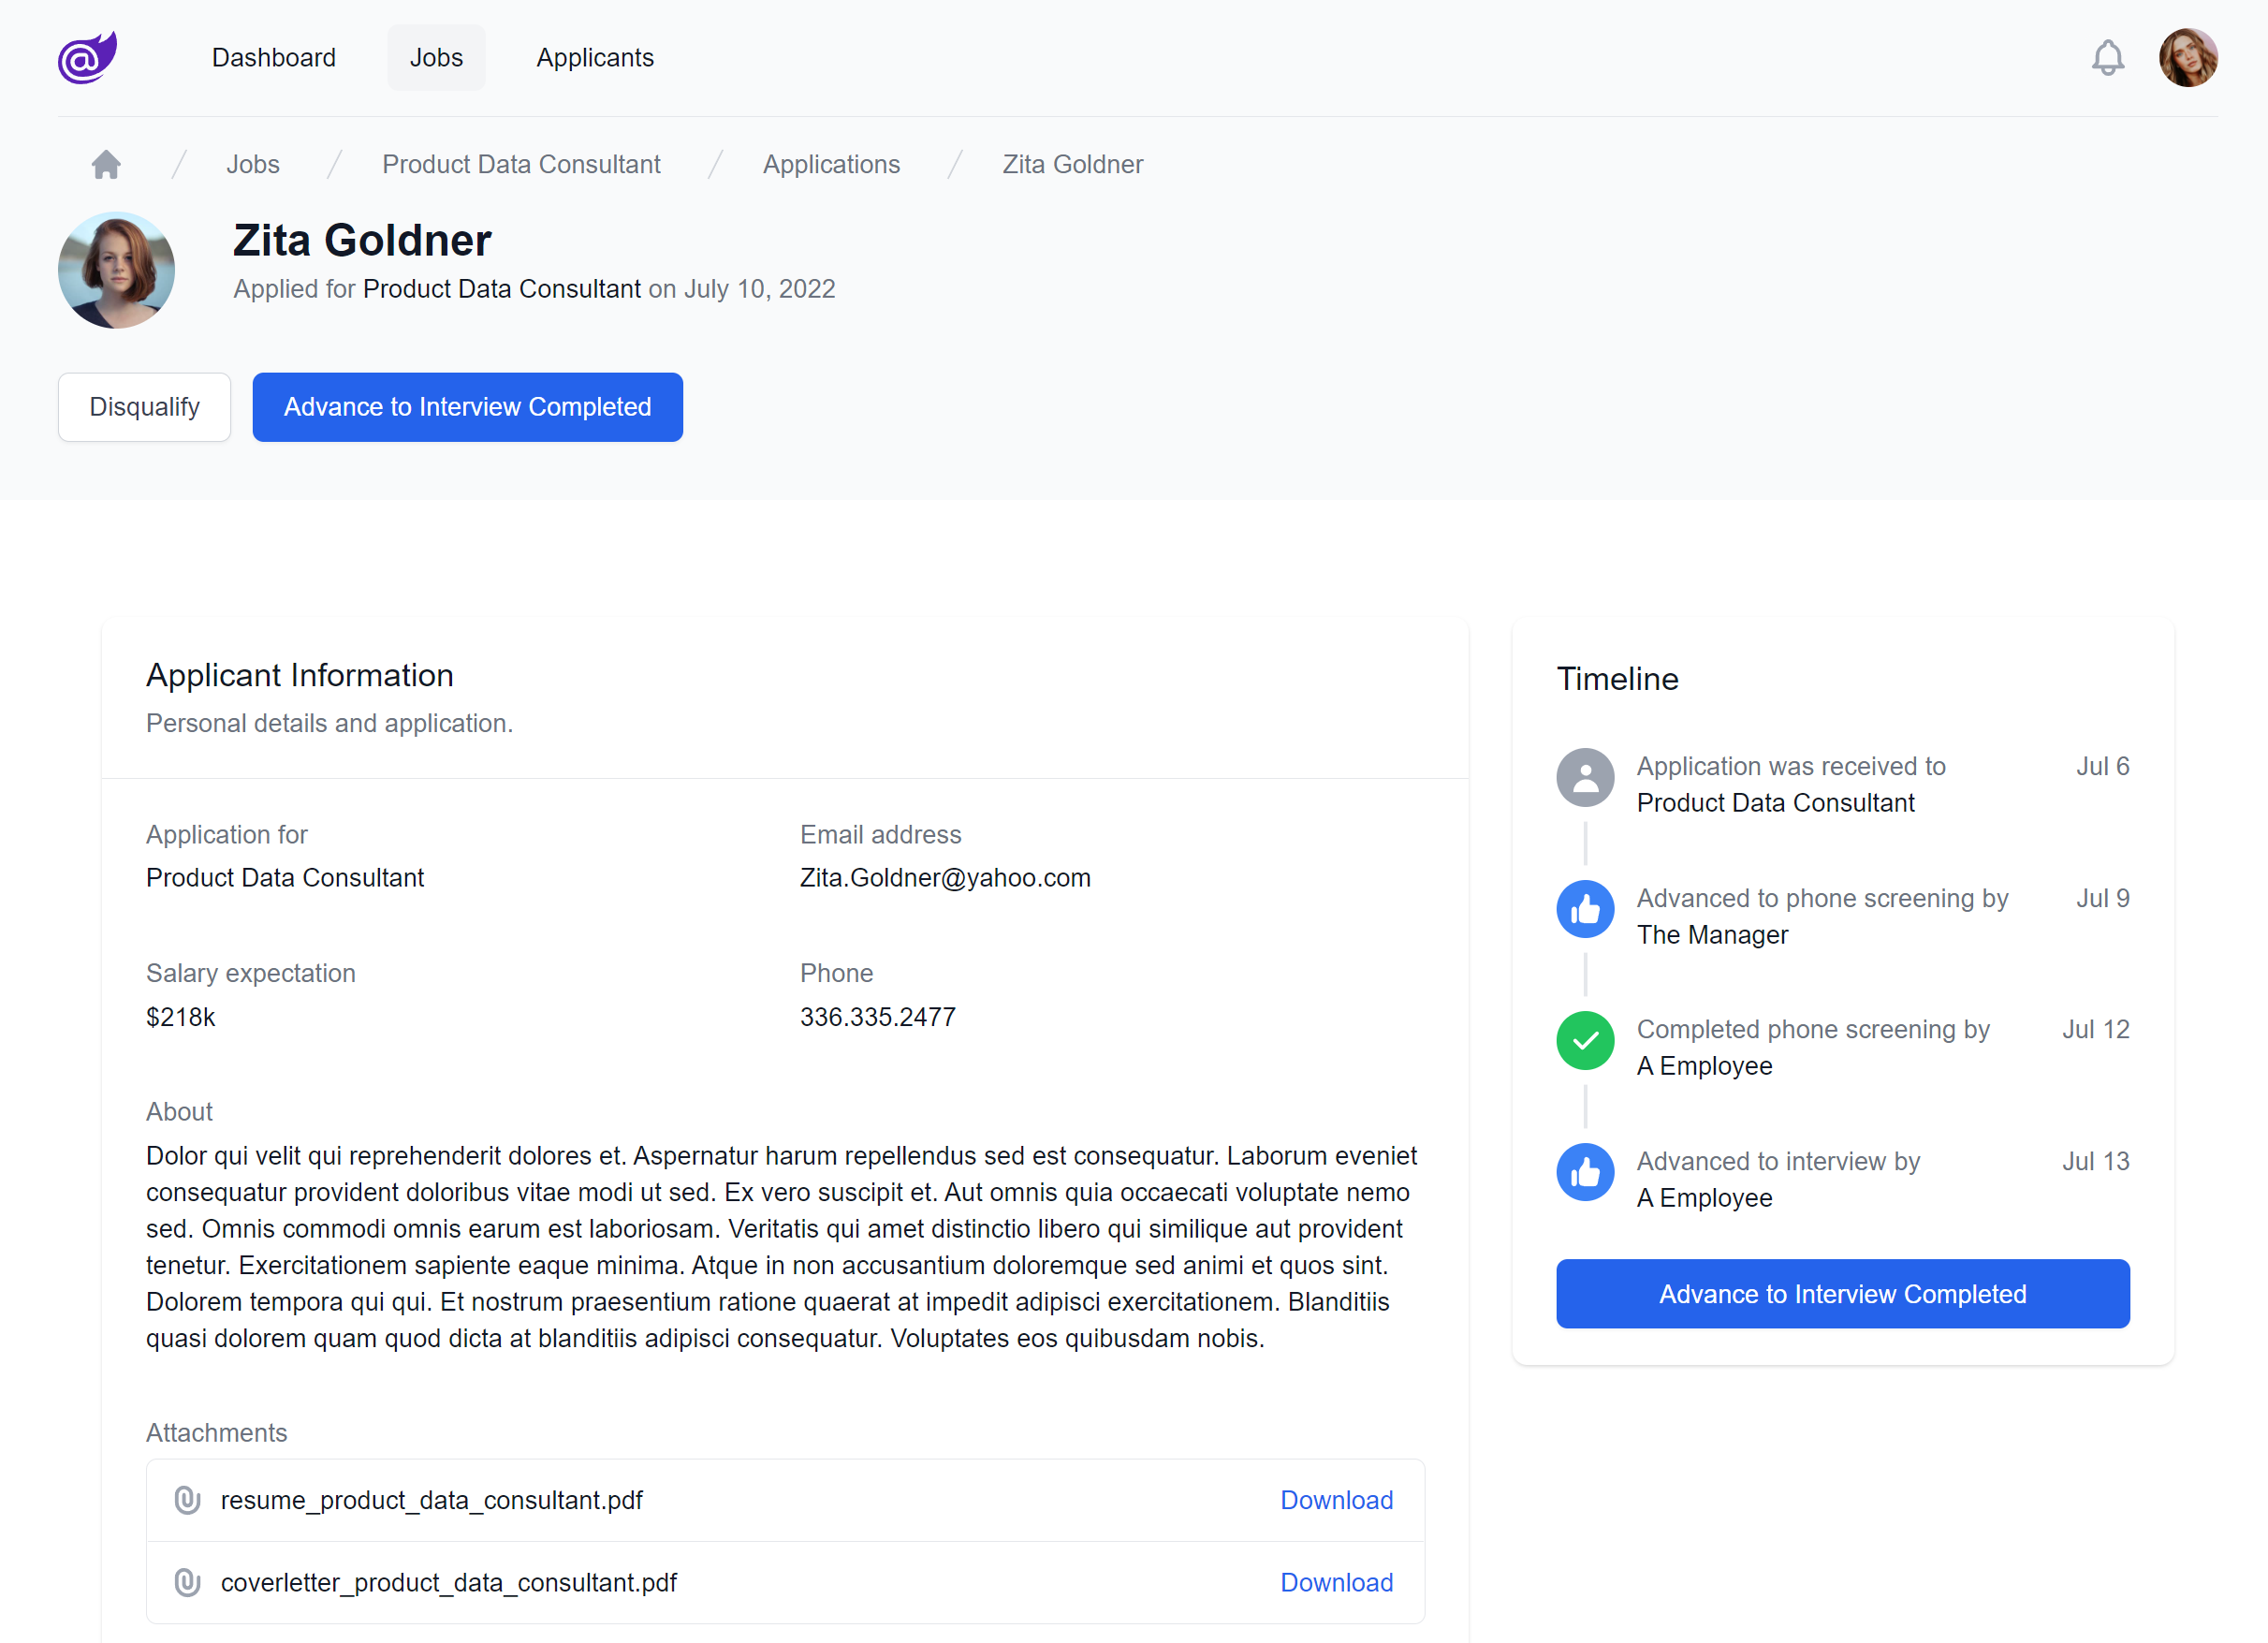 @
Dashboard
Jobs
Applicants
Jobs
Product Data Consultant
Applications
Zita Goldner
Zita Goldner
Applied for Product Data Consultant on July 10, 2022
Disqualify
Advance to Interview Completed
Applicant Information
Personal details and application.
Application for
Product Data Consultant
Email address
Zita.Goldner@yahoo.com
Salary expectation
$218k
Phone
336.335.2477
About
Dolor qui velit qui reprehenderit dolores et. Aspernatur harum repellendus sed est consequatur. Laborum eveniet
consequatur provident doloribus vitae modi ut sed. Ex vero suscipit et. Aut omnis quia occaecati voluptate nemo
sed. Omnis commodi omnis earum est laboriosam. Veritatis qui amet distinctio libero qui similique aut provident
tenetur. Exercitationem sapiente eaque minima. Atque in non accusantium doloremque sed animi et quos sint.
Dolorem tempora qui qui. Et nostrum praesentium ratione quaerat at impedit adipisci exercitationem. Blanditiis
quasi dolorem quam quod dicta at blanditiis adipisci consequatur. Voluptates eos quibusdam nobis.
Attachments
resume_product_data_consultant.pdf
Download
coverletter_product_data_consultant.pdf
Download
Timeline
Application was received to
Product Data Consultant
Jul 6
Advanced to phone screening by
The Manager
Jul 9
Completed phone screening by
A Employee
Jul 12
Advanced to interview by
A Employee
Jul 13
Advance to Interview Completed